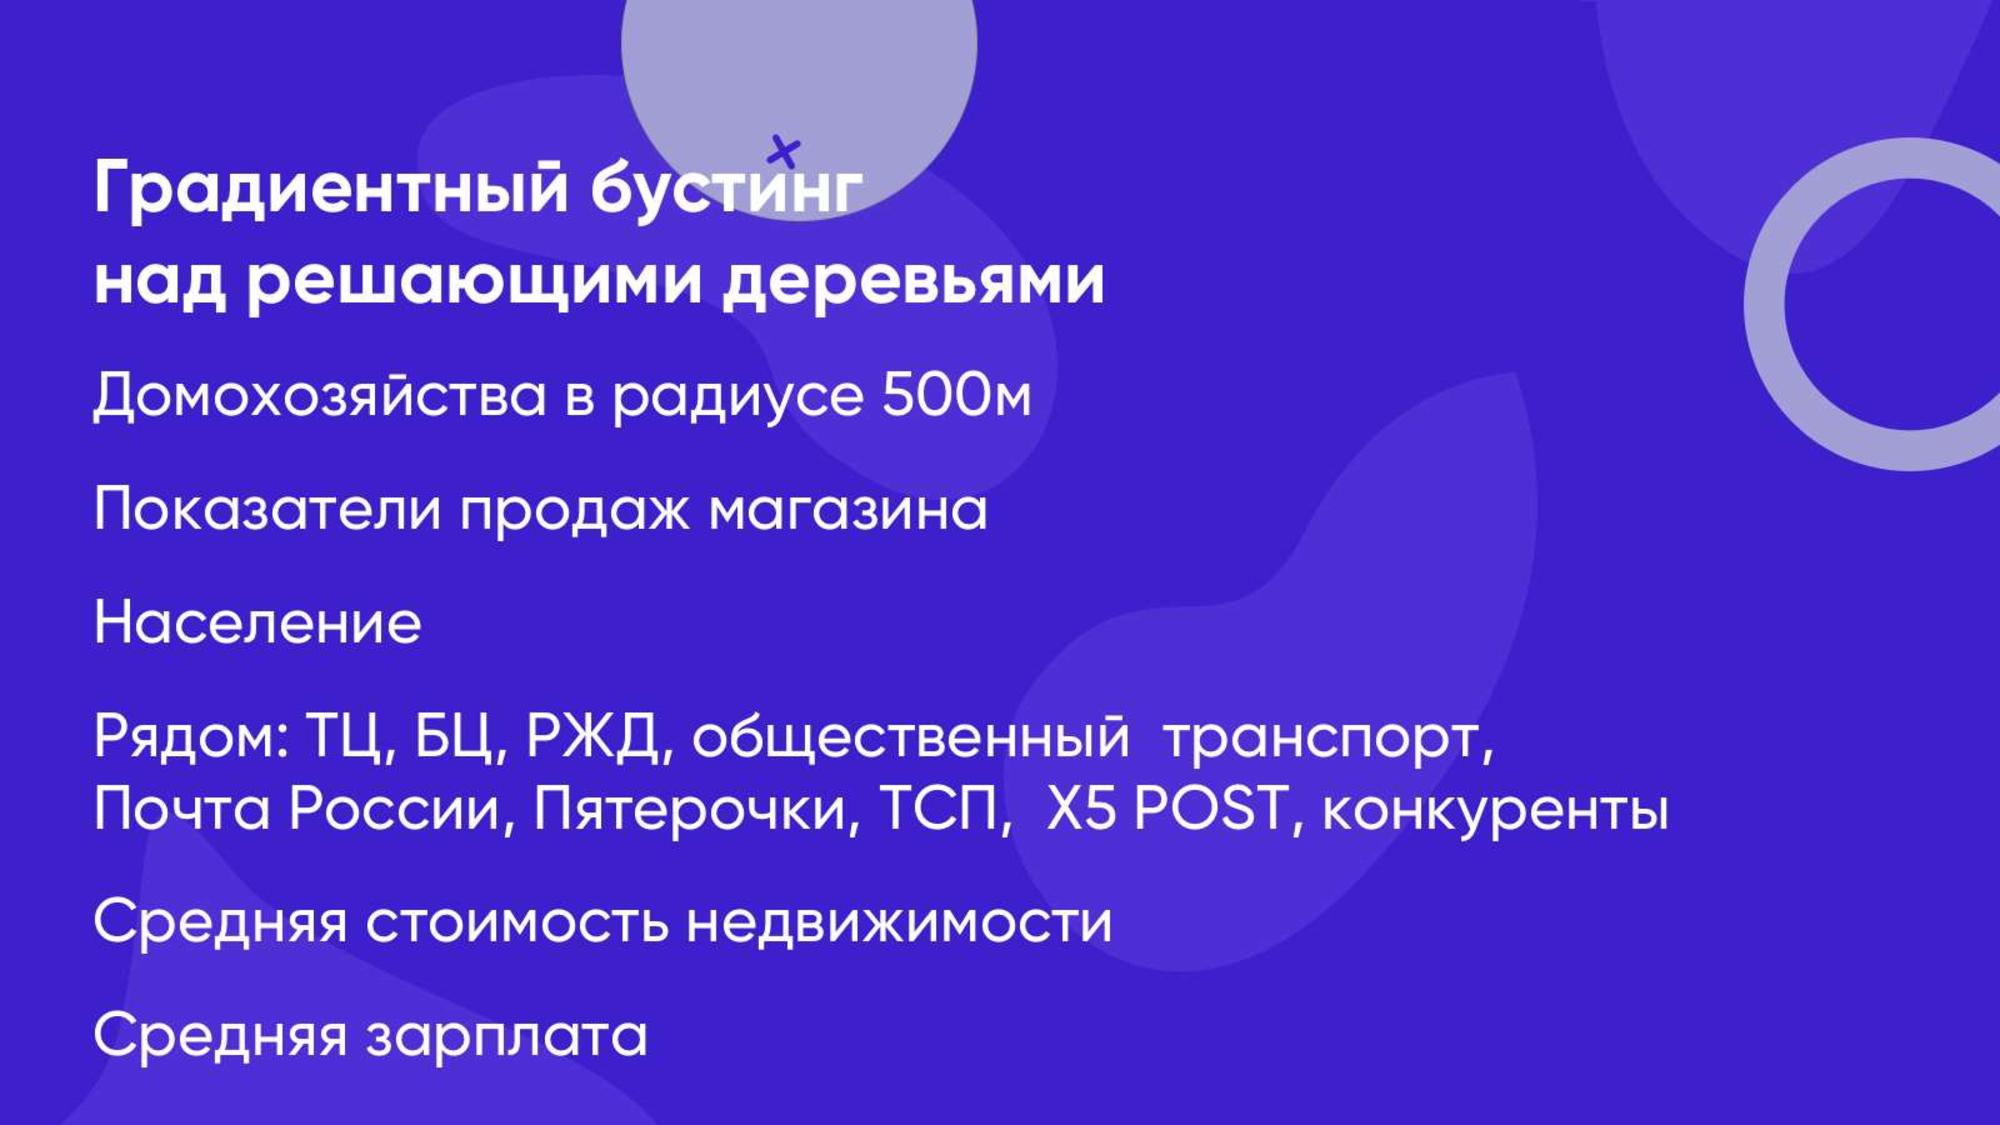 Градиентный бустинг
над решающими деревьями
Домохозяйства в радиусе 500м
Показатели продаж магазина
Население
Рядом: ТЦ, БЦ, РЖД, общественный транспорт,
Почта России, Пятерочки, ТСП, X5 POST, конкуренты
Средняя стоимость недвижимости
Средняя зарплата